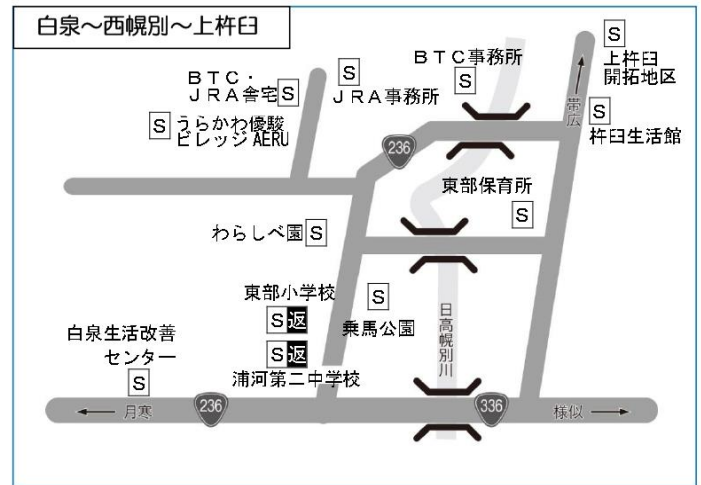 白泉～西幌別～上杵臼
BTC事務所
S
S
上杵臼
開拓地区
BTC・
JRA舎宅 S
S
JRA事務所
帯広
S
杵臼生活館
S うらかわ優駿
ビレッジ AERU
236
東部保育所
S
わらしべ園 S
東部小学校
S 返
S
乗馬公園
日高幌別川
白泉生活改善
センター
S
S 返
浦河第二中学校
月寒
236
336
様似